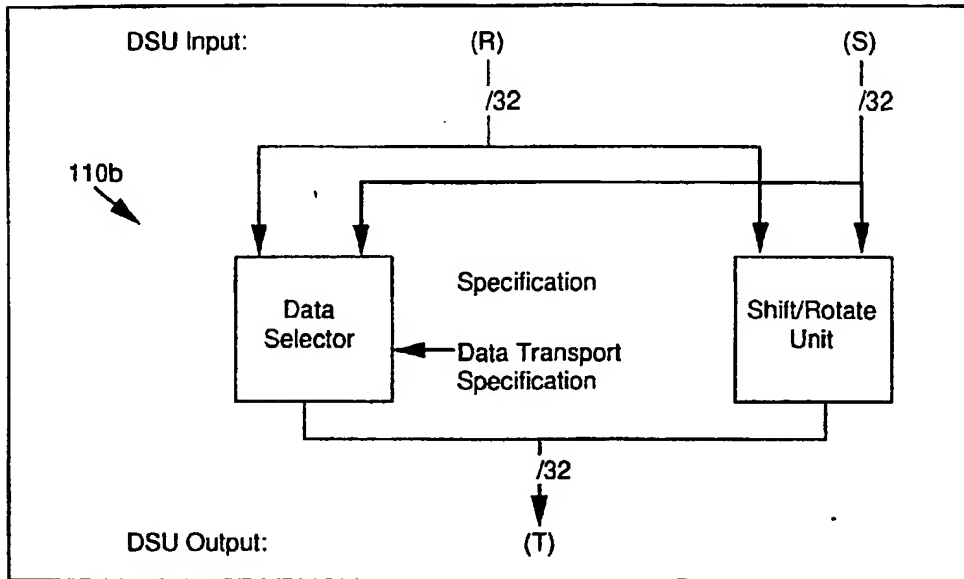 DSU Input: (R) (S)
/32 /32
110b
Specification
Data Selector
Data Transport Specification
Shift/Rotate Unit
/32
DSU Output: (T)